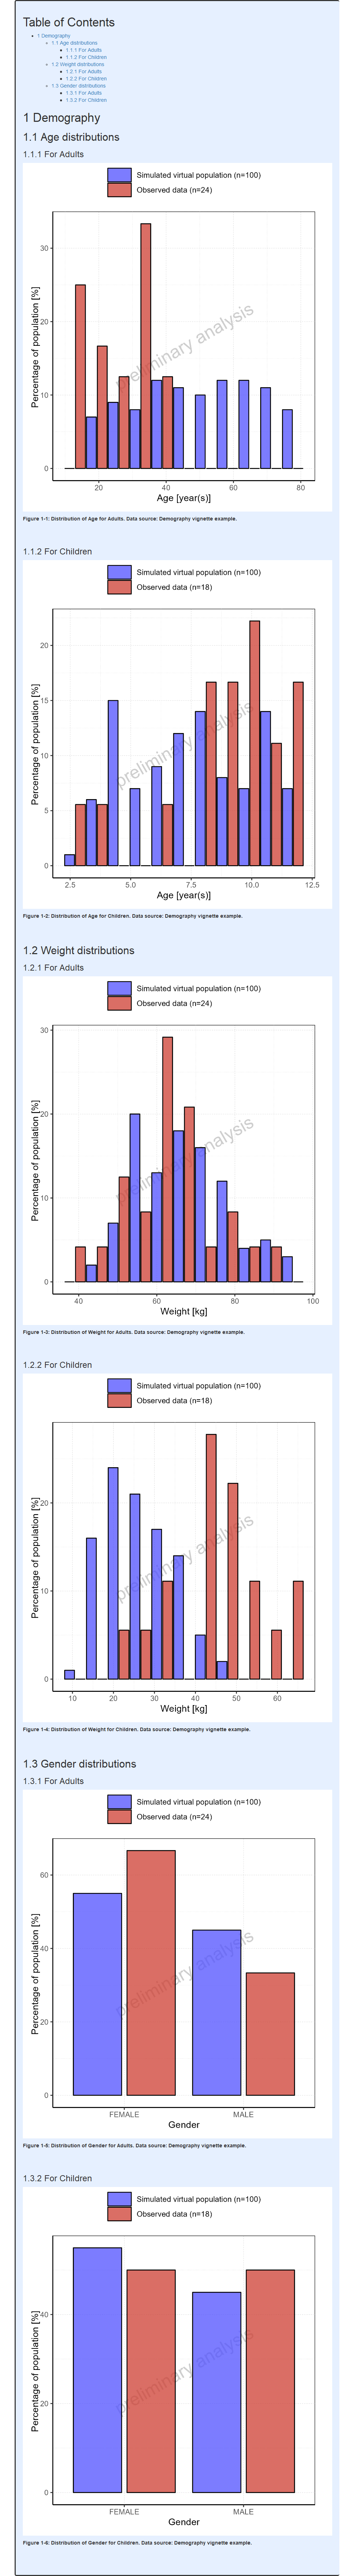 Table of Contents
1 Demography
1.1 Age distributions
1.1.1 For Adults
1.1.2 For Children
1.2 Weight distributions
1.2.1 For Adults
1.2.2 For Children
1.3 Gender distributions
1.3.1 For Adults
1.3.2 For Children
1 Demography
1.1 Age distributions
1.1.1 For Adults
Simulated virtual population (n=100)
Observed data (n=24)
Percentage of population [%]
30
20
10
0
preliminary analysis
20
40
60
80
Age [year(s)]
Figure 1-1: Distribution of Age for Adults. Data source: Demography vignette example.
1.1.2 For Children
Simulated virtual population (n=100)
Observed data (n=18)
Percentage of population [%]
20
15
10
5
0
preliminary analysis
2.5
5.0
7.5
10.0
12.5
Age [year(s)]
Figure 1-2: Distribution of Age for Children. Data source: Demography vignette example.
1.2 Weight distributions
1.2.1 For Adults
Simulated virtual population (n=100)
Observed data (n=24)
Percentage of population [%]
30
20
10
0
preliminary analysis
40
60
80
100
Weight [kg]
Figure 1-3: Distribution of Weight for Adults. Data source: Demography vignette example.
1.2.2 For Children
Simulated virtual population (n=100)
Observed data (n=18)
Percentage of population [%]
20
10
0
preliminary analysis
10
20
30
40
50
60
Weight [kg]
Figure 1-4: Distribution of Weight for Children. Data source: Demography vignette example.
1.3 Gender distributions
1.3.1 For Adults
Simulated virtual population (n=100)
Observed data (n=24)
Percentage of population [%]
60
40
20
0
preliminary analysis
FEMALE
MALE
Gender
Figure 1-5: Distribution of Gender for Adults. Data source: Demography vignette example.
1.3.2 For Children
Simulated virtual population (n=100)
Observed data (n=18)
Percentage of population [%]
40
20
0
preliminary analysis
FEMALE
MALE
Gender
Figure 1-6: Distribution of Gender for Children. Data source: Demography vignette example.